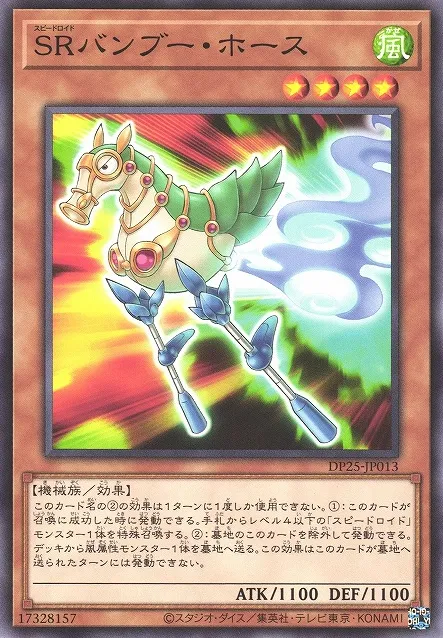 スピードロイド
SRバンブー・ホース
風
DP25-JP013
【機械族/効果】
このカード名の②の効果は1ターンに1度しか使用できない。①:このカードが
召喚に成功した時に発動できる。手札からレベル4以下の「スピードロイド」
モンスター1体を特殊召喚する。②:墓地のこのカードを除外して発動できる。
デッキから風属性モンスター1体を墓地へ送る。この効果はこのカードが墓地へ
送られたターンには発動できない。
ATK/1100 DEF/1100
17328157 ©スタジオ・ダイス/集英社・テレビ東京・KONAMI